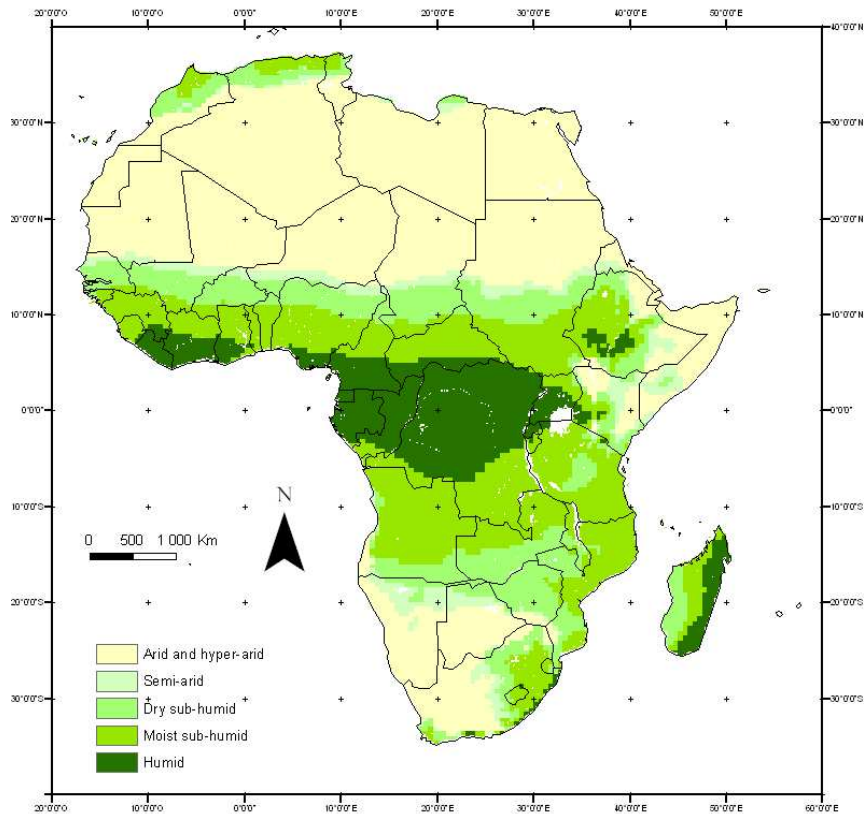 20°0'0"O 10°0'0"O 0°0'0" 10°0'0"E 20°0'0"E 30°0'0"E 40°0'0"E 50°0'0"E 60°0'0"E
40°0'0"N
30°0'0"N 30°0'0"N
20°0'0"N 20°0'0"N
10°0'0"N 10°0'0"N
0°0'0" 0°0'0"
N
10°0'0"S 10°0'0"S
0 500 1 000 Km
20°0'0"S 20°0'0"S
Arid and hyper-arid
Semi-arid
30°0'0"S 30°0'0"S
Dry sub-humid
Moist sub-humid
Humid
20°0'0"O 10°0'0"O 0°0'0" 10°0'0"E 20°0'0"E 30°0'0"E 40°0'0"E 50°0'0"E 60°0'0"E